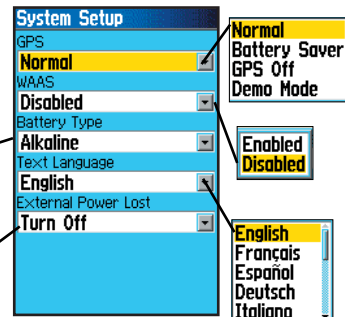 System Setup
GPS
Normal
WAAS
Disabled
Battery Type
Alkaline
Text Language
English
External Power Lost
Turn Off
Normal
Battery Saver
GPS Off
Demo Mode
Enabled
Disabled
English
Français
Español
Deutsch
Italiano